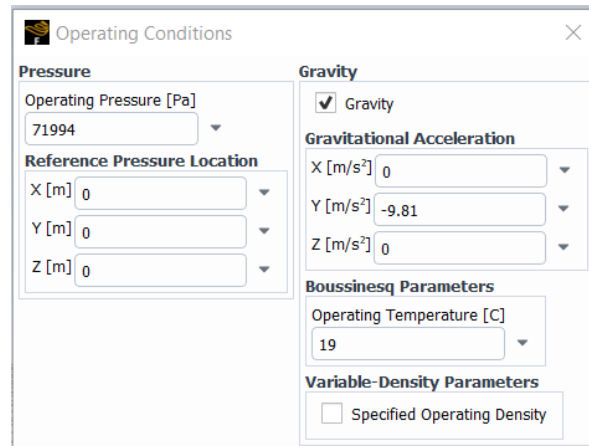 Operating Conditions
Pressure
Operating Pressure [Pa]
71994
Reference Pressure Location
X [m] 0
Y [m] 0
Z [m] 0
Gravity
Gravity
Gravitational Acceleration
X [m/s²] 0
Y [m/s²] -9.81
Z [m/s²] 0
Boussinesq Parameters
Operating Temperature [C]
19
Variable-Density Parameters
Specified Operating Density